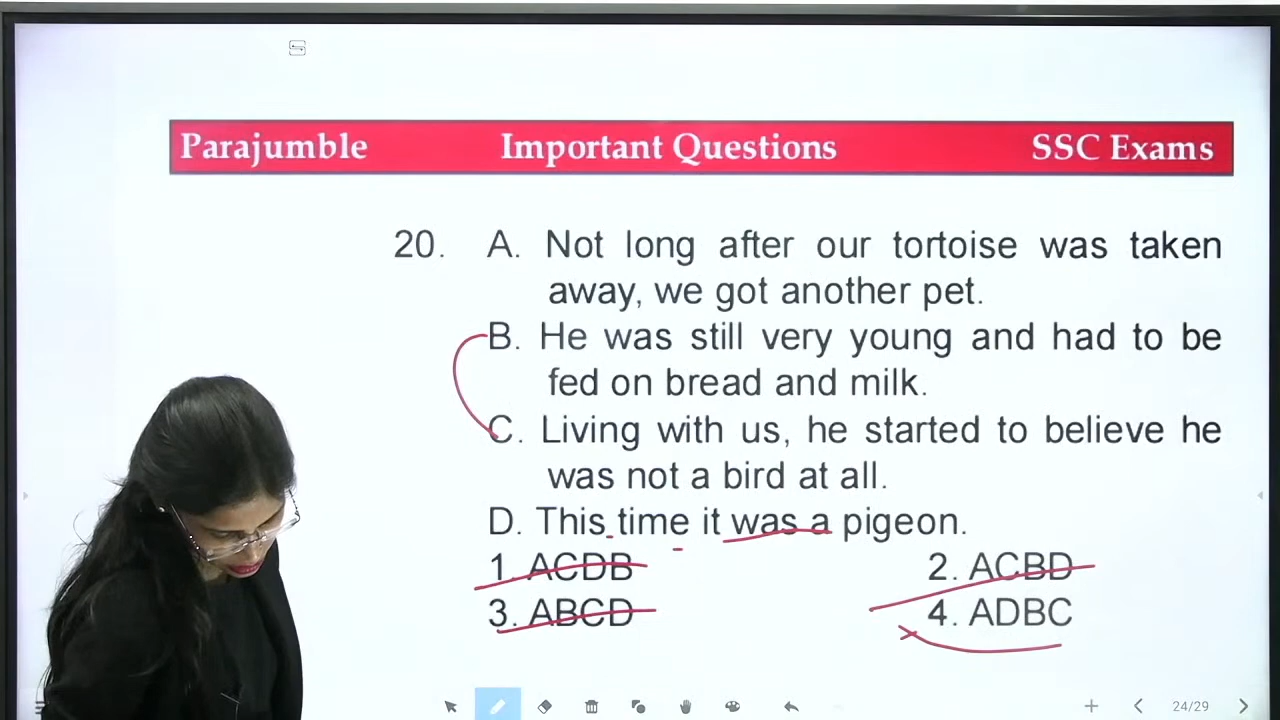 Parajumble Important Questions SSC Exams
20. A. Not long after our tortoise was taken
away, we got another pet.
B. He was still very young and had to be
fed on bread and milk.
C. Living with us, he started to believe he
was not a bird at all.
D. This time it was a pigeon.
1. ACDB 2. ACBD
3. ABCD 4. ADBC
24/29